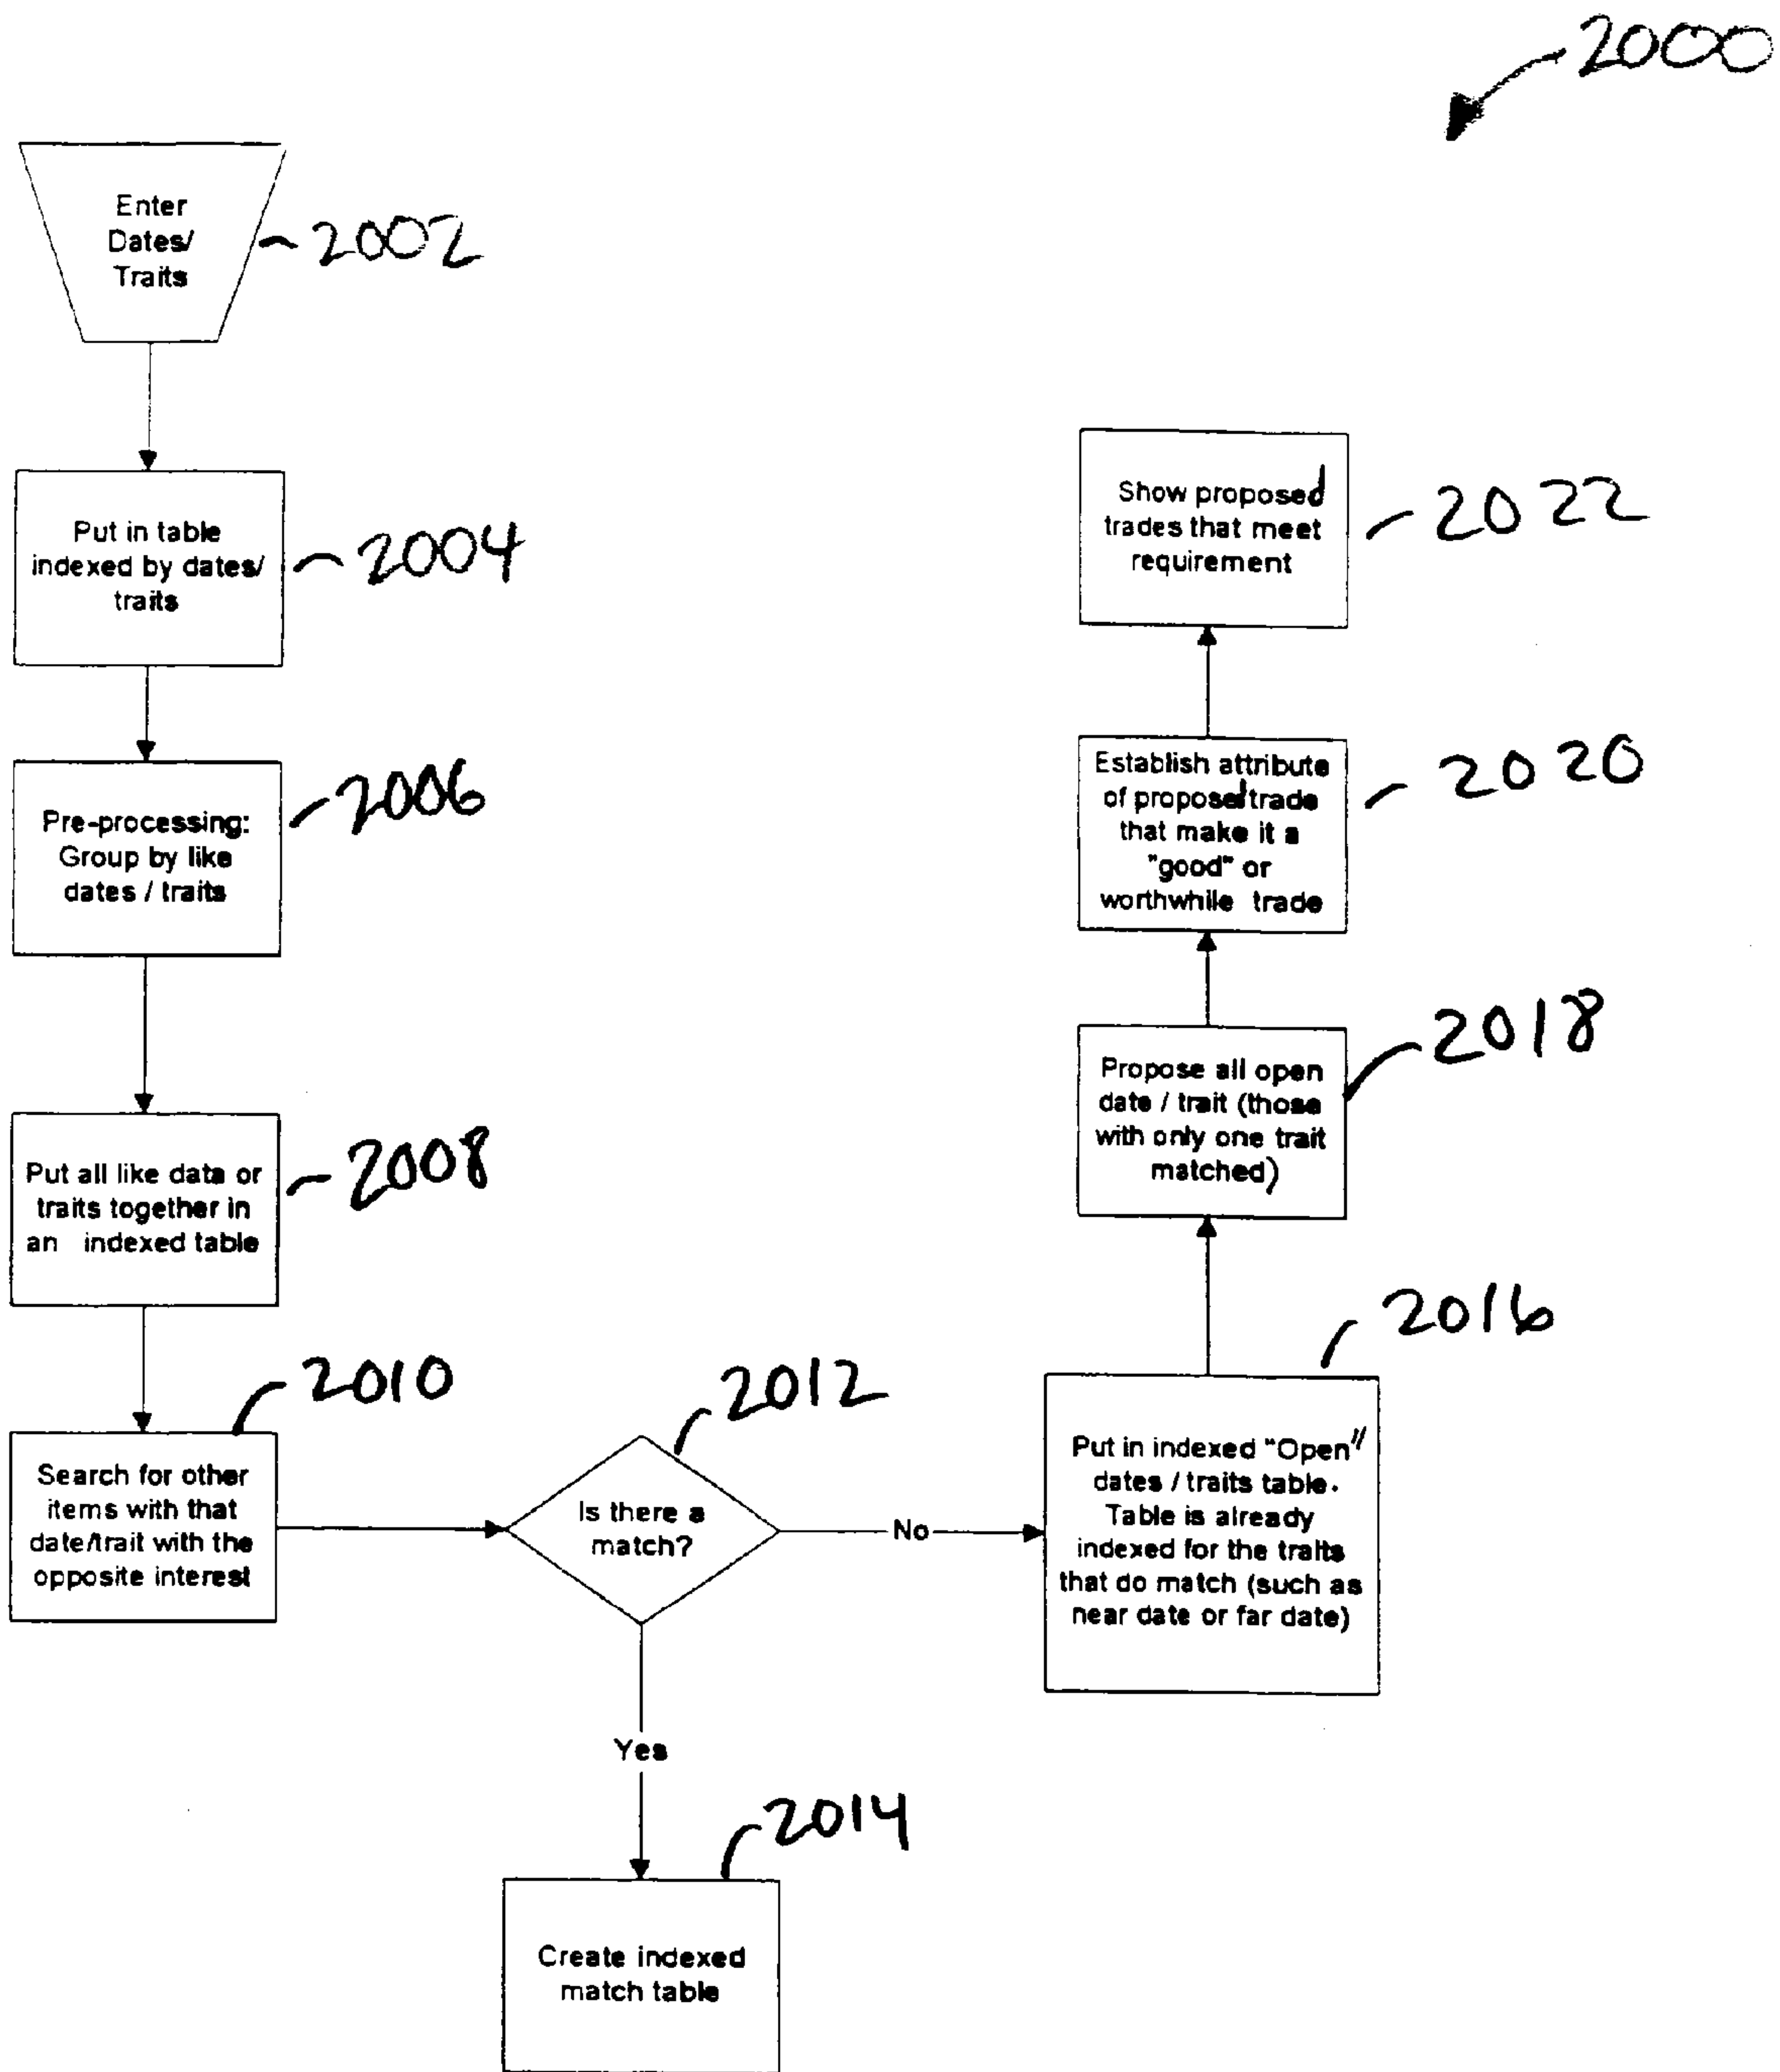 2000
Enter
Dates/
Traits
2002
Put in table
indexed by dates/
traits
2004
Pre-processing:
Group by like
dates / traits
2006
Put all like data or
traits together in
an indexed table
2008
Search for other
items with that
date/trait with the
opposite interest
2010
Is there a
match?
2012
Yes
Create indexed
match table
2014
No
Put in indexed "Open"
dates / traits table.
Table is already
indexed for the traits
that do match (such as
near date or far date)
2016
Propose all open
date / trait (those
with only one trait
matched)
2018
Establish attribute
of proposed trade
that make it a
"good" or
worthwhile trade
2020
Show proposed
trades that meet
requirement
2022